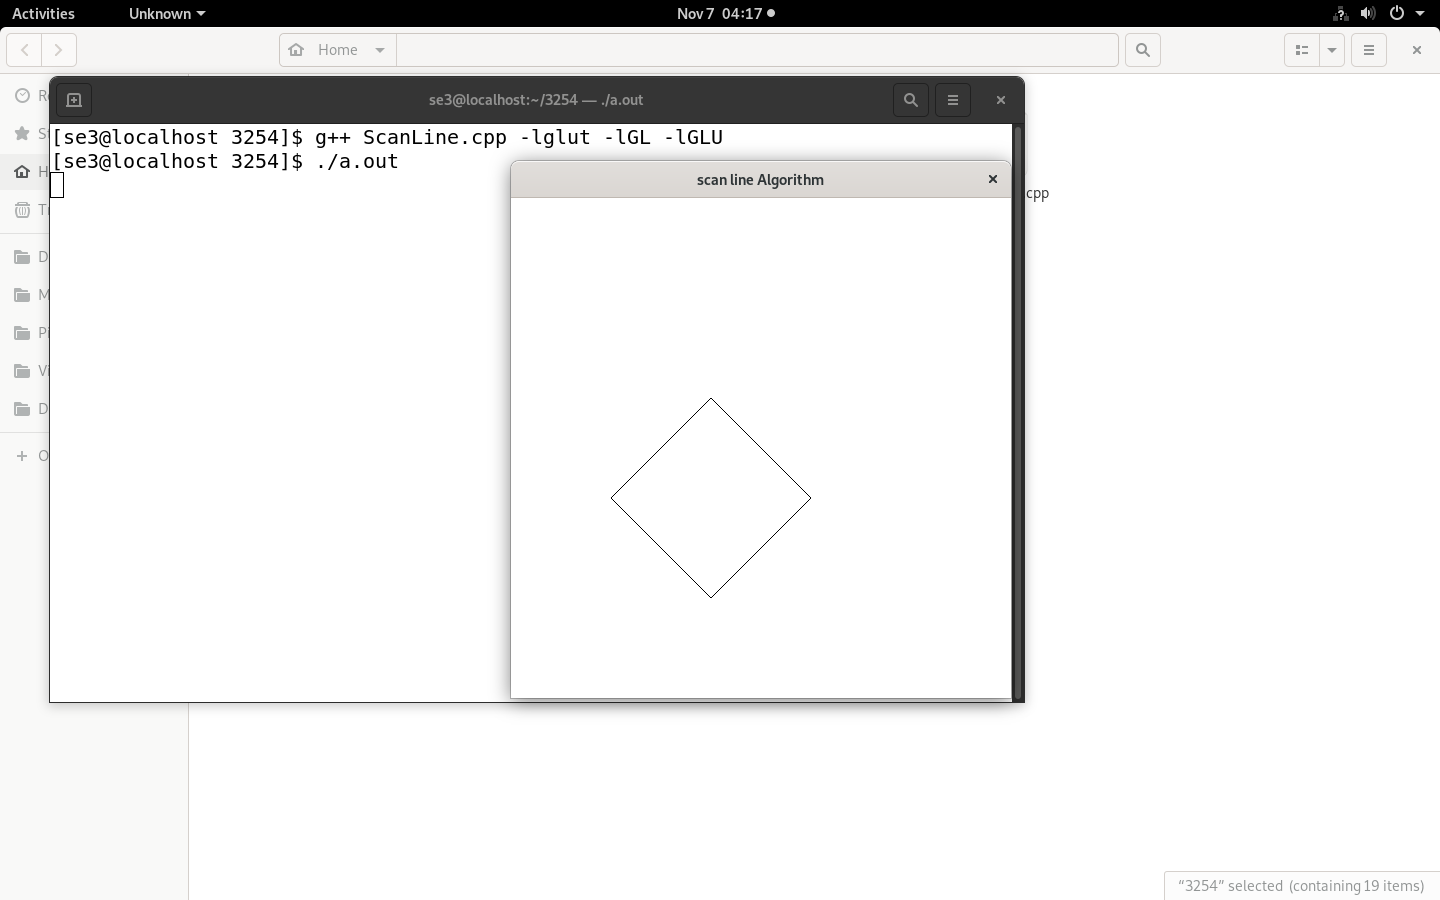 Activities
Unknown
Nov 7 04:17
Home
se3@localhost:~/3254 — ./a.out
[se3@localhost 3254]$ g++ ScanLine.cpp -lglut -lGL -lGLU
[se3@localhost 3254]$ ./a.out
scan line Algorithm
cpp
"3254" selected (containing 19 items)